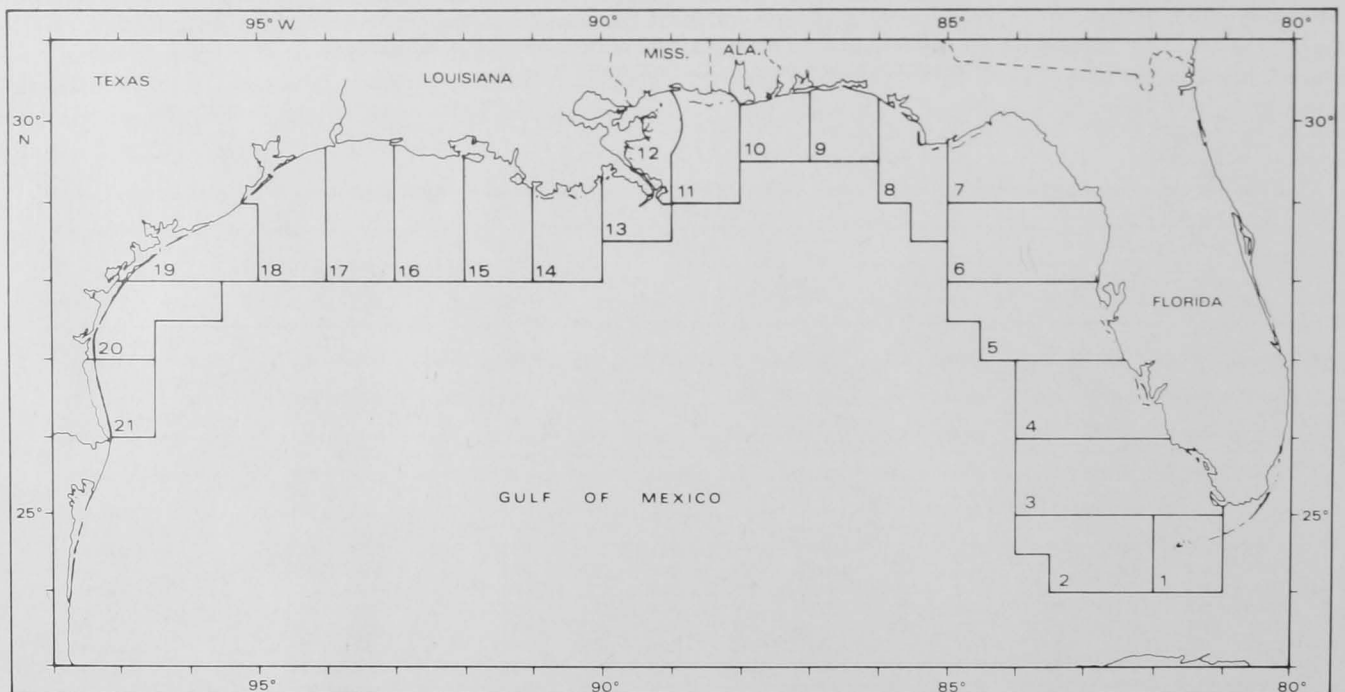 95° W 90° 85° 80°
MISS. ALA.
TEXAS LOUISIANA
30° N 30°
12 10 9
11 8 7
13
19 18 17 16 15 14 6
FLORIDA
20 5
21 4
GULF OF MEXICO
25° 3 25°
2 1
95° 90° 85° 80°